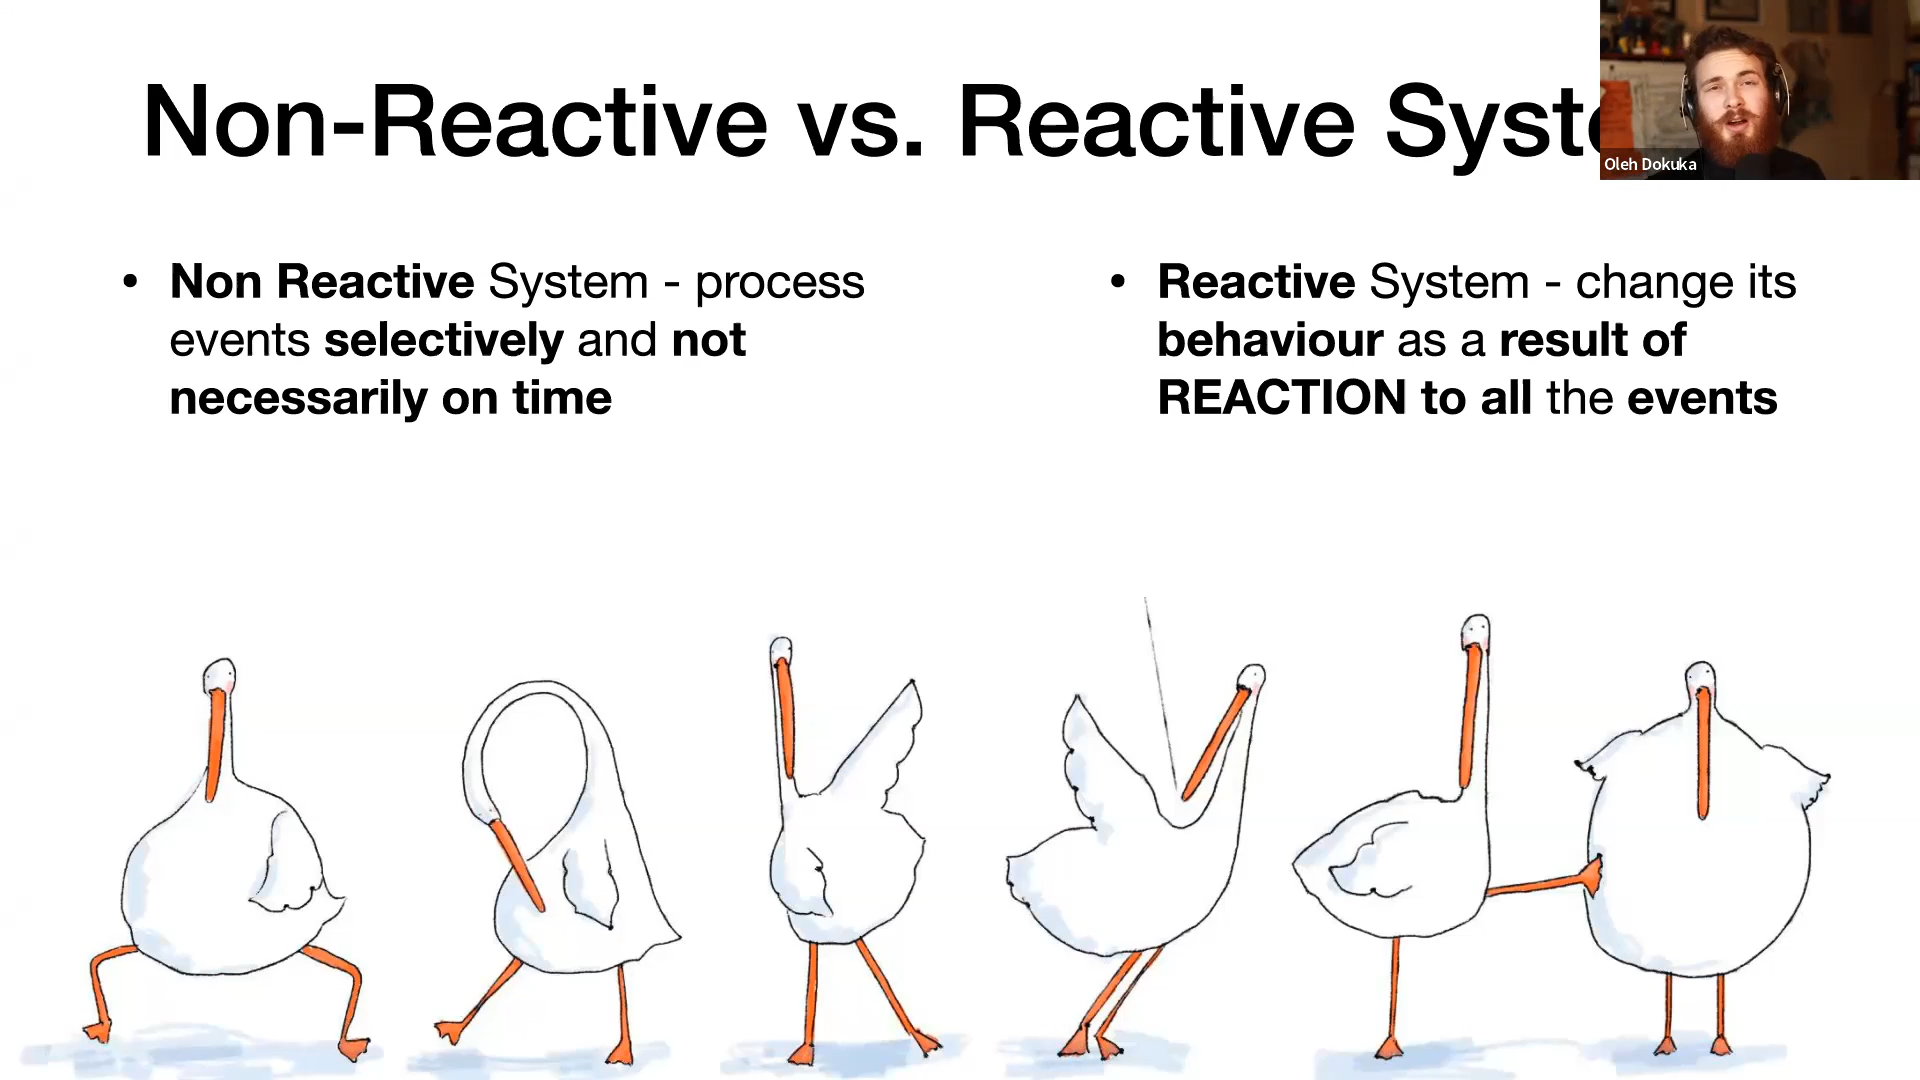 Non-Reactive vs. Reactive Syste
Oleh Dokuka
• Non Reactive System - process
events selectively and not
necessarily on time
• Reactive System - change its
behaviour as a result of
REACTION to all the events